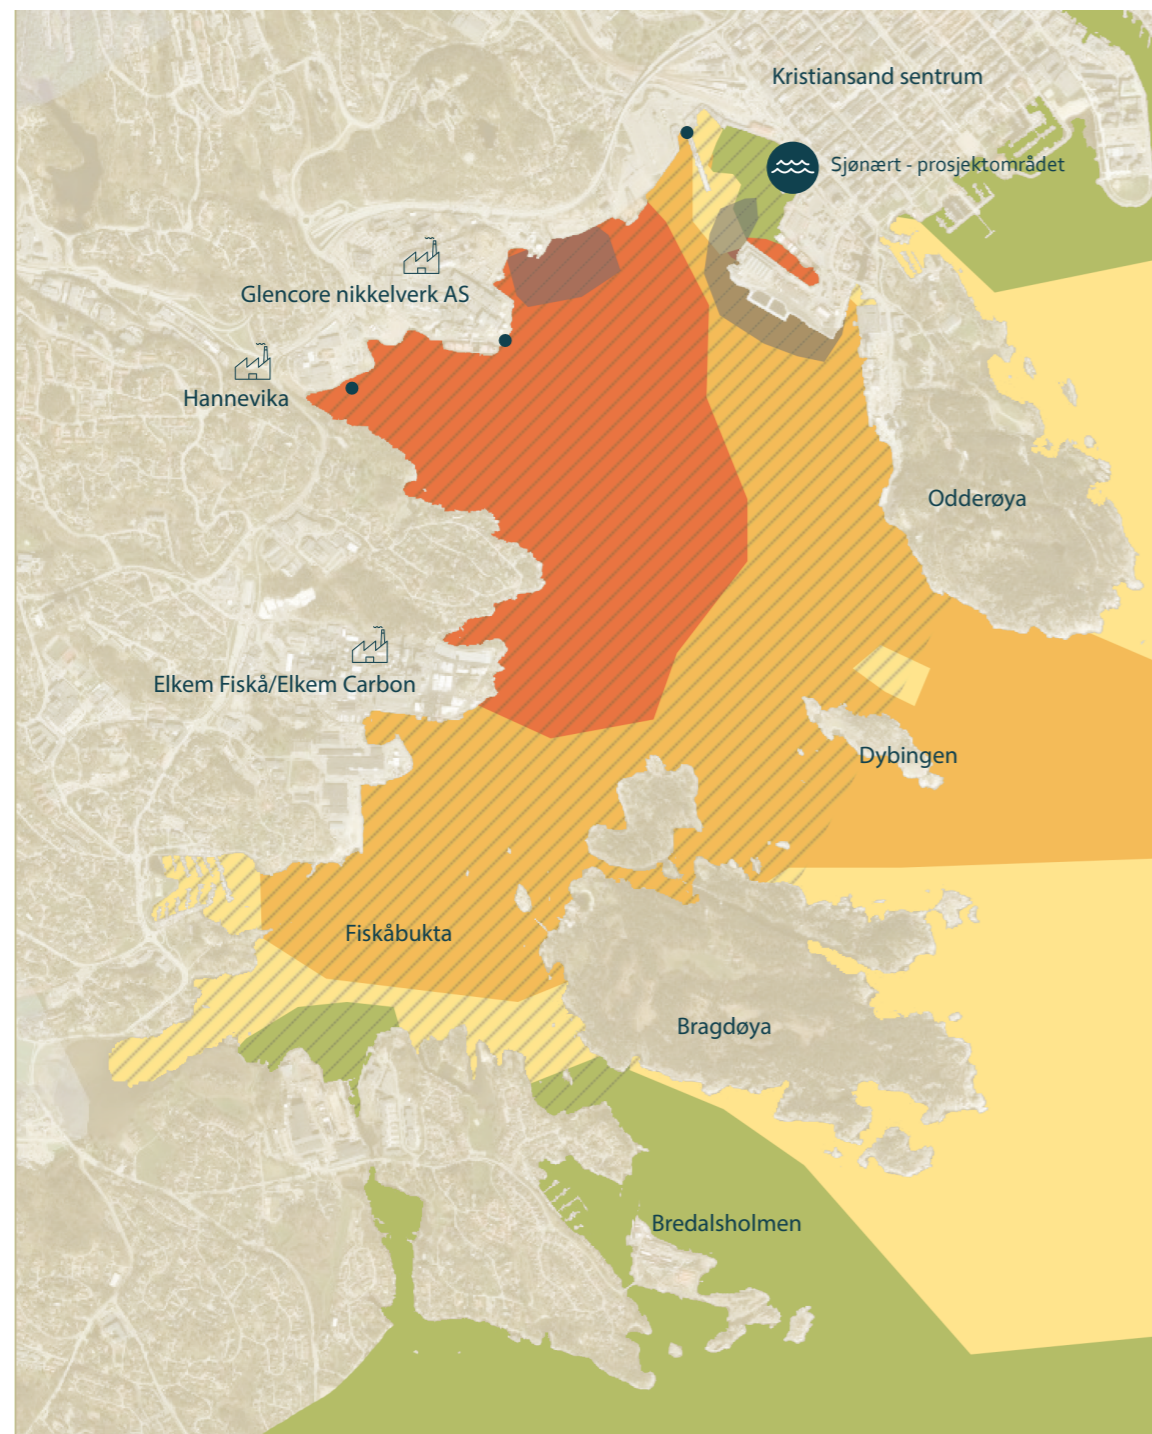 Kristiansand sentrum
Sjønært - prosjektområdet
Glencore nikkelverk AS
Hannevika
Odderøya
Elkem Fiskå/Elkem Carbon
Dybingen
Fiskåbukta
Bragdøya
Bredalsholmen